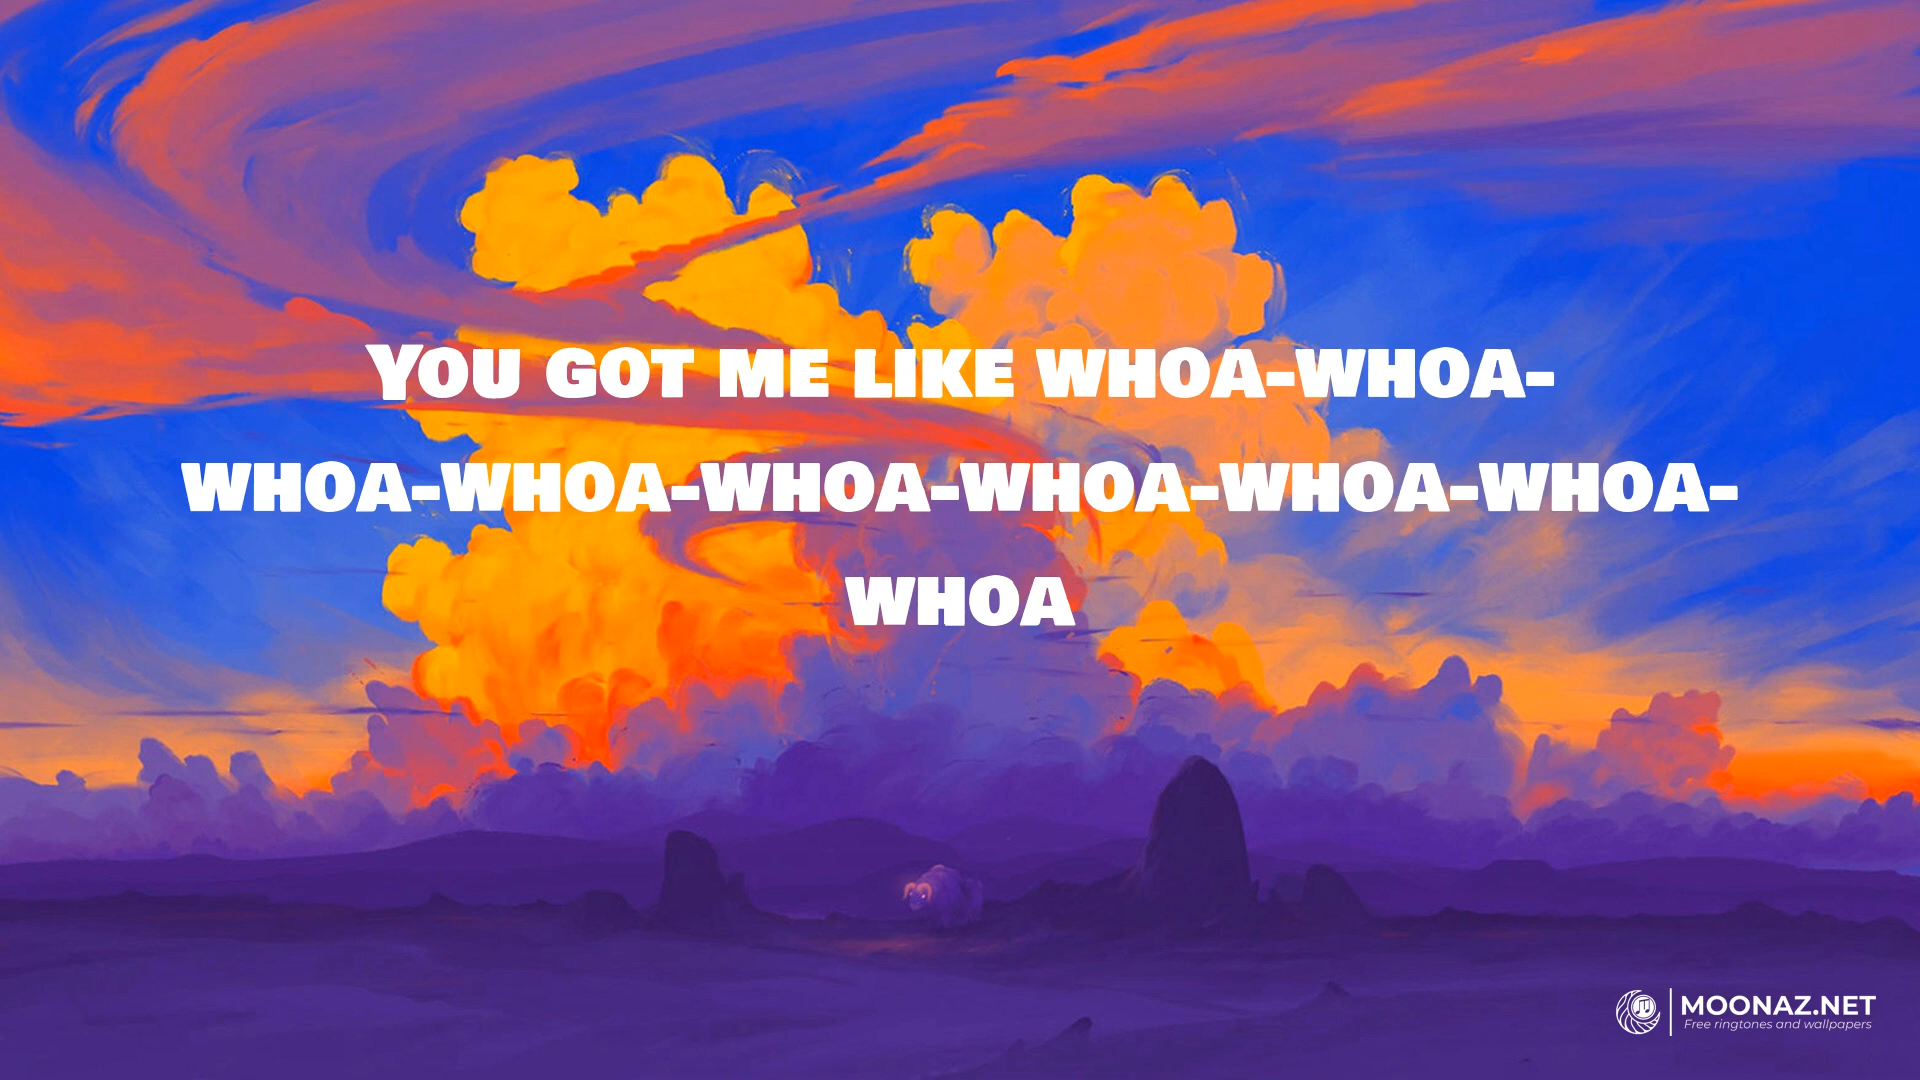 You got me like whoa-whoa-
whoa-whoa-whoa-whoa-whoa-whoa-
whoa
MOONAZ.NET
Free ringtones and wallpapers